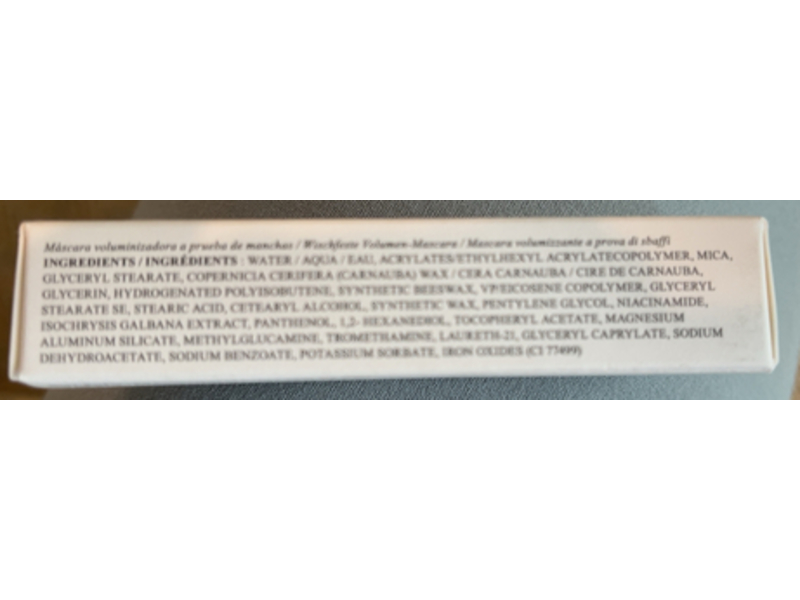 Máscara voluminizadora a prueba de manchas / Wischfeste Volumen-Mascara / Mascara volumizzante a prova di sbaffi
INGREDIENTS / INGRÉDIENTS : WATER / AQUA / EAU, ACRYLATES/ETHYLHEXYL ACRYLATECOPOLYMER, MICA,
GLYCERYL STEARATE, COPERNICIA CERIFERA (CARNAUBA) WAX / CERA CARNAUBA / CIRE DE CARNAUBA,
GLYCERIN, HYDROGENATED POLYISOBUTENE, SYNTHETIC BEESWAX, VP/EICOSENE COPOLYMER, GLYCERYL
STEARATE SE, STEARIC ACID, CETEARYL ALCOHOL, SYNTHETIC WAX, PENTYLENE GLYCOL, NIACINAMIDE,
ISOCHRYSIS GALBANA EXTRACT, PANTHENOL, 1,2- HEXANEDIOL, TOCOPHERYL ACETATE, MAGNESIUM
ALUMINUM SILICATE, METHYLGLUCAMINE, TROMETHAMINE, LAURETH-21, GLYCERYL CAPRYLATE, SODIUM
DEHYDROACETATE, SODIUM BENZOATE, POTASSIUM SORBATE, IRON OXIDES (CI 77499)